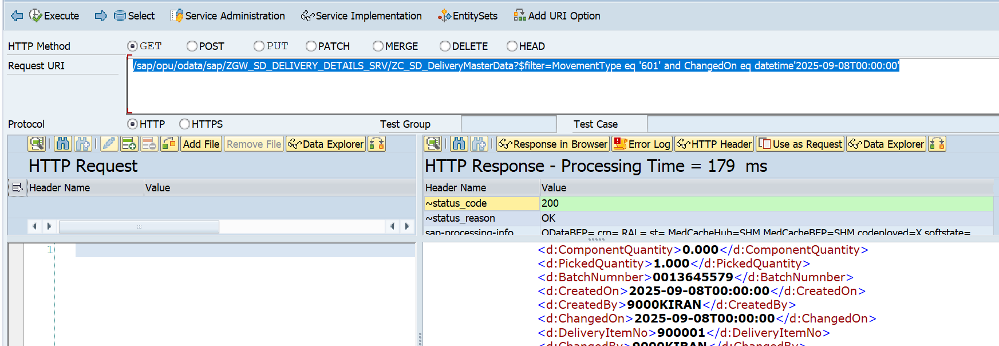 Execute Select Service Administration Service Implementation EntitySets Add URI Option
HTTP Method GET POST PUT PATCH MERGE DELETE HEAD
Request URI /sap/opu/odata/sap/ZGW_SD_DELIVERY_DETAILS_SRV/ZC_SD_DeliveryMasterData?$filter=MovementType eq '601' and ChangedOn eq datetime'2025-09-08T00:00:00'
Protocol HTTP HTTPS Test Group Test Case
Add File Remove File Data Explorer
Response in Browser Error Log HTTP Header Use as Request Data Explorer
HTTP Request
HTTP Response - Processing Time = 179 ms
Header Name Value
Header Name Value
~status_code 200
~status_reason OK
sap-processing-info ODataBEP= crp= RAL= st= MedCacheHub=SHM MedCacheBEP=SHM codeployed=X softstate=
1
<d:ComponentQuantity>0.000</d:ComponentQuantity>
<d:PickedQuantity>1.000</d:PickedQuantity>
<d:BatchNumnber>0013645579</d:BatchNumnber>
<d:CreatedOn>2025-09-08T00:00:00</d:CreatedOn>
<d:CreatedBy>9000KIRAN</d:CreatedBy>
<d:ChangedOn>2025-09-08T00:00:00</d:ChangedOn>
<d:DeliveryItemNo>900001</d:DeliveryItemNo>
<d:ChangedBy>9000KIRAN</d:ChangedBy>